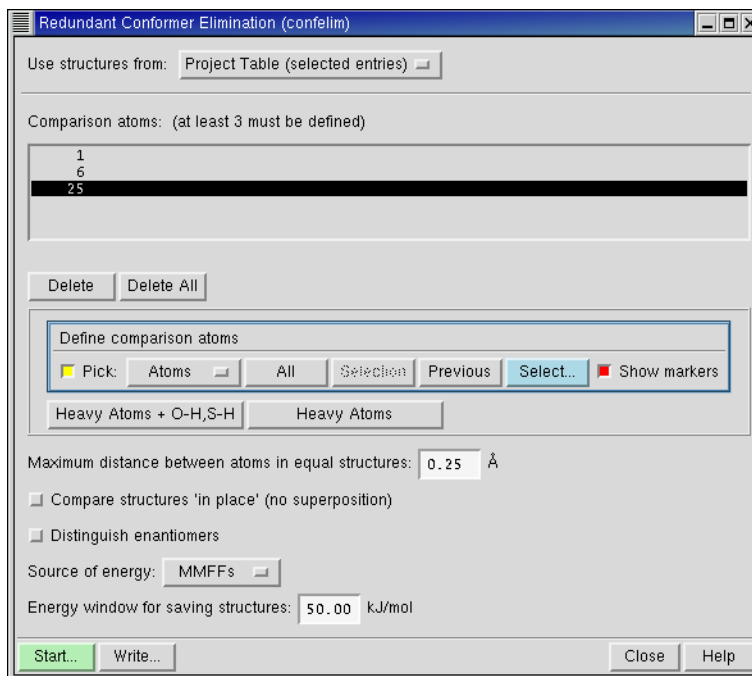 Redundant Conformer Elimination (confelim)
Use structures from: Project Table (selected entries)
Comparison atoms: (at least 3 must be defined)
1
6
25
Delete Delete All
Define comparison atoms
Pick: Atoms All Selection Previous Select... Show markers
Heavy Atoms + O-H,S-H Heavy Atoms
Maximum distance between atoms in equal structures: 0.25 Å
Compare structures 'in place' (no superposition)
Distinguish enantiomers
Source of energy: MMFFs
Energy window for saving structures: 50.00 kJ/mol
Start... Write... Close Help